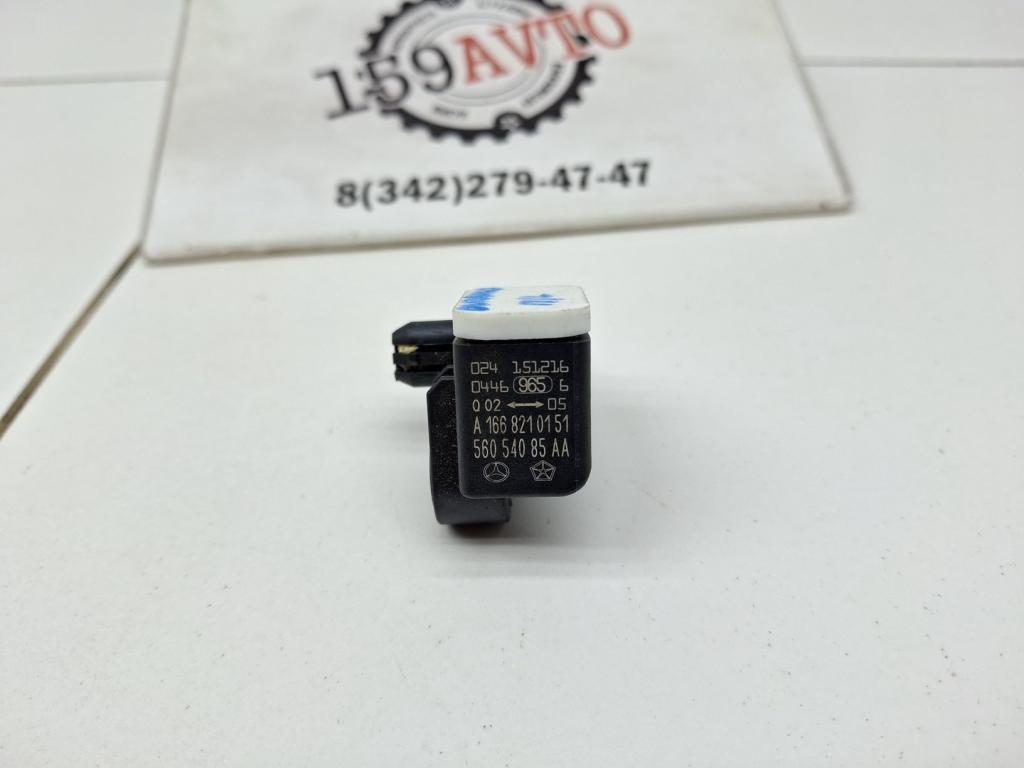 159AVTO
8(342)279-47-47
024 151216
0446 965 6
Q 02 ↔ 05
A 166 821 01 51
560 540 85 AA